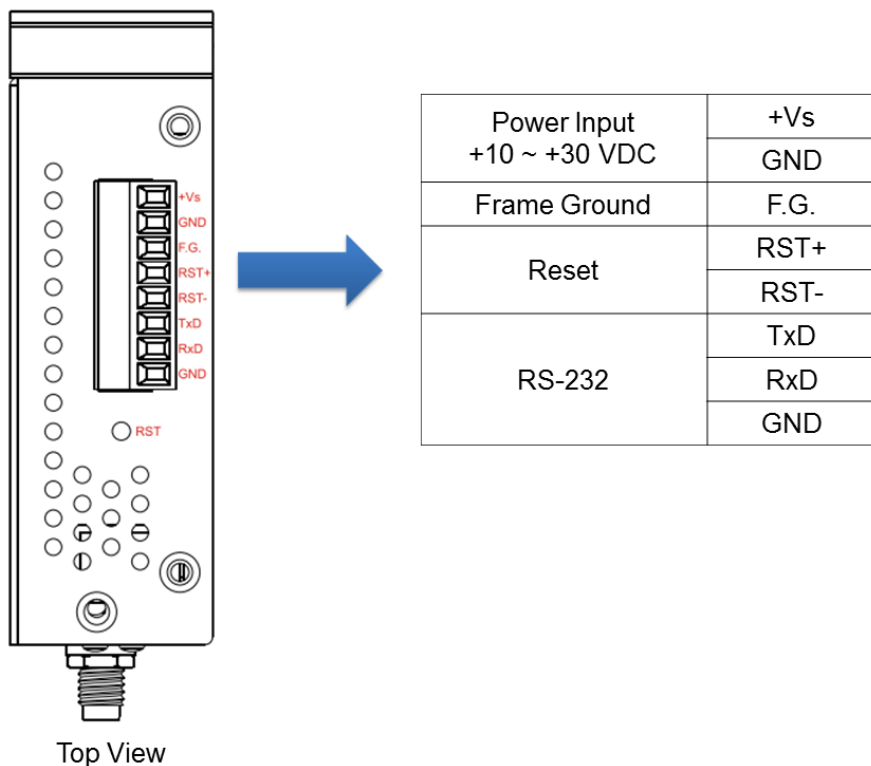 +Vs
GND
F.G.
RST+
RST-
TxD
RxD
GND
RST
Top View
Power Input
+10 ~ +30 VDC
+Vs
GND
Frame Ground
F.G.
Reset
RST+
RST-
RS-232
TxD
RxD
GND